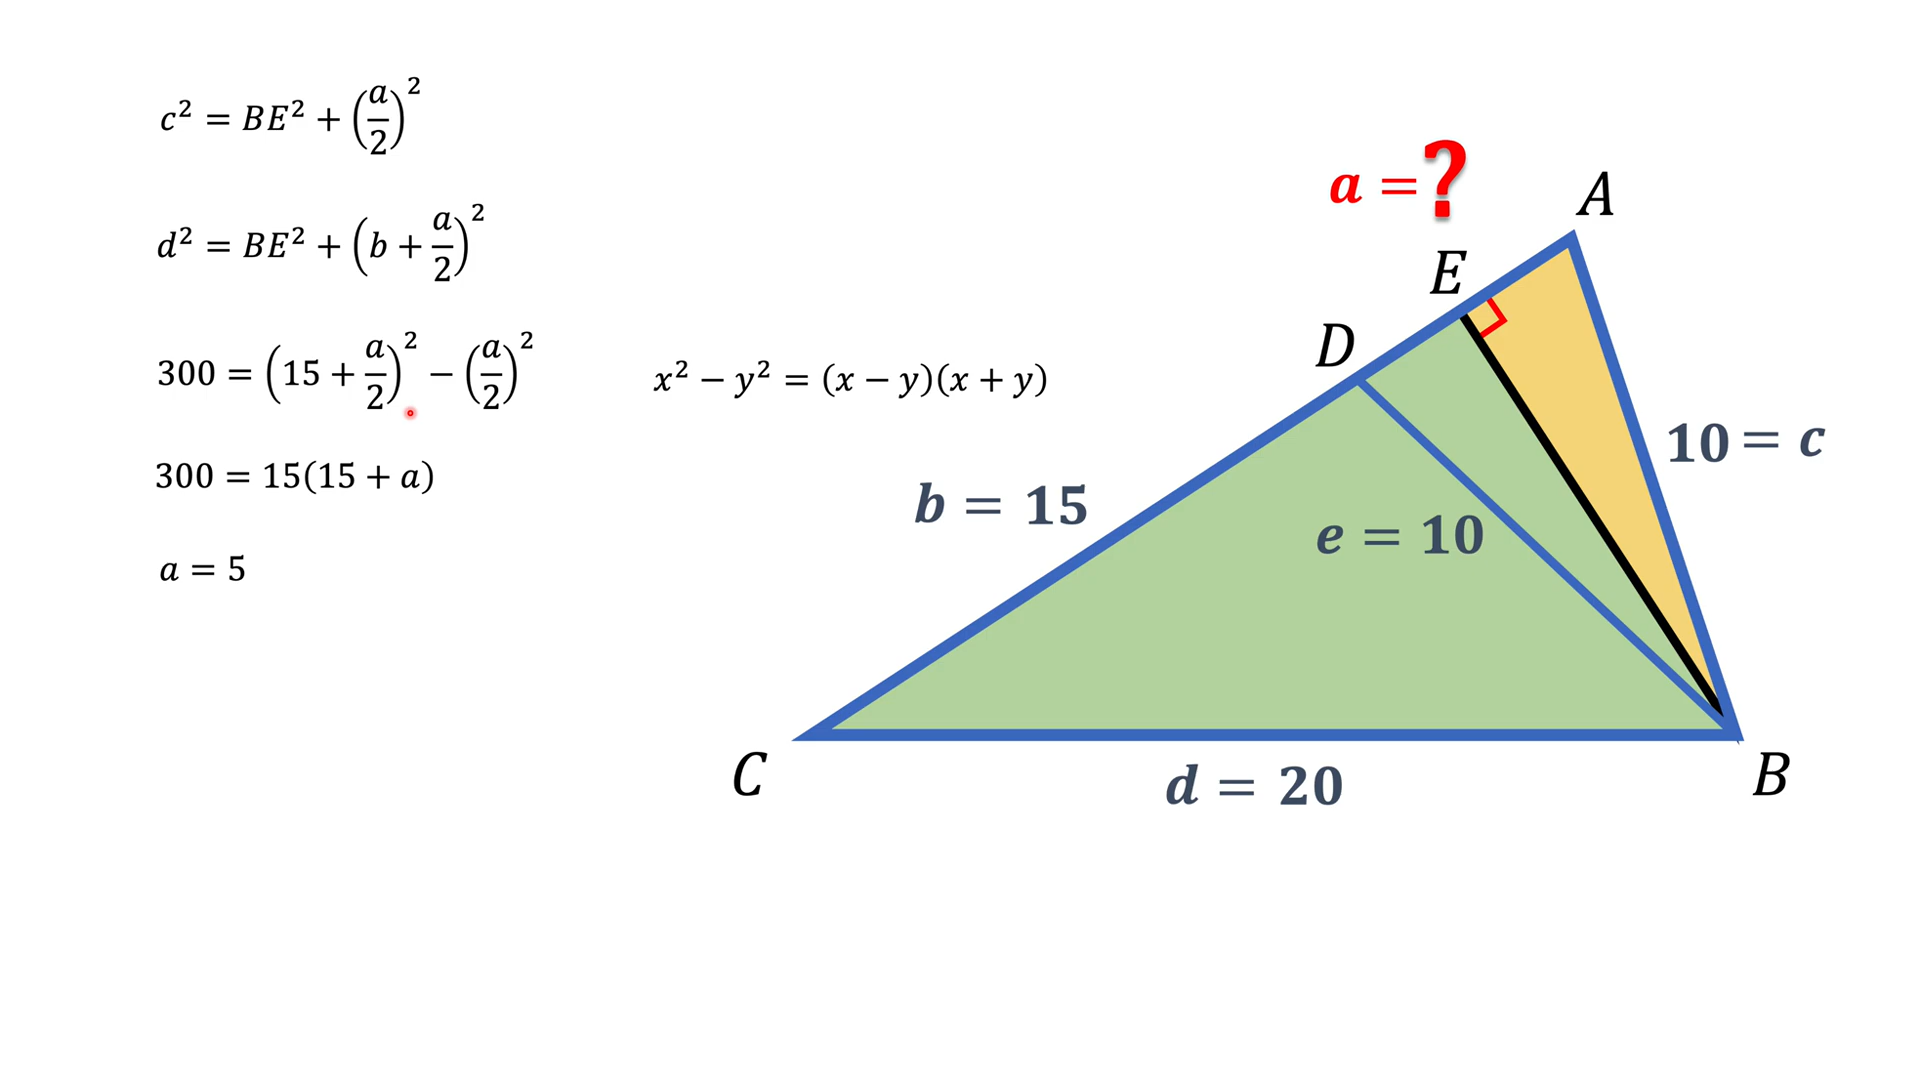 c² = BE² + (a/2)²
d² = BE² + (b + a/2)²
300 = (15 + a/2)² − (a/2)²
x² − y² = (x − y)(x + y)
300 = 15(15 + a)
a = 5
a = ?
A
E
D
10 = c
b = 15
e = 10
C
d = 20
B